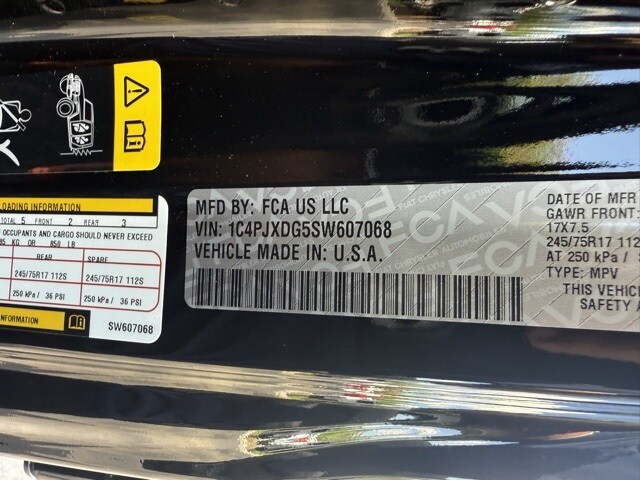 LOADING INFORMATION
TOTAL 5 FRONT 2 REAR 3
OF OCCUPANTS AND CARGO SHOULD NEVER EXCEED
KG OR 850 LB
REAR SPARE
245/75R17 112S 245/75R17 112S
250 kPa / 36 PSI 250 kPa / 36 PSI
INFORMATION
SW607068
MFD BY: FCA US LLC
VIN: 1C4PJXDG5SW607068
VEHICLE MADE IN: U.S.A.
DATE OF MFR
GAWR FRONT
17X7.5
245/75R17 112S
AT 250 kPa /
TYPE: MPV
THIS VEHICLE
SAFETY